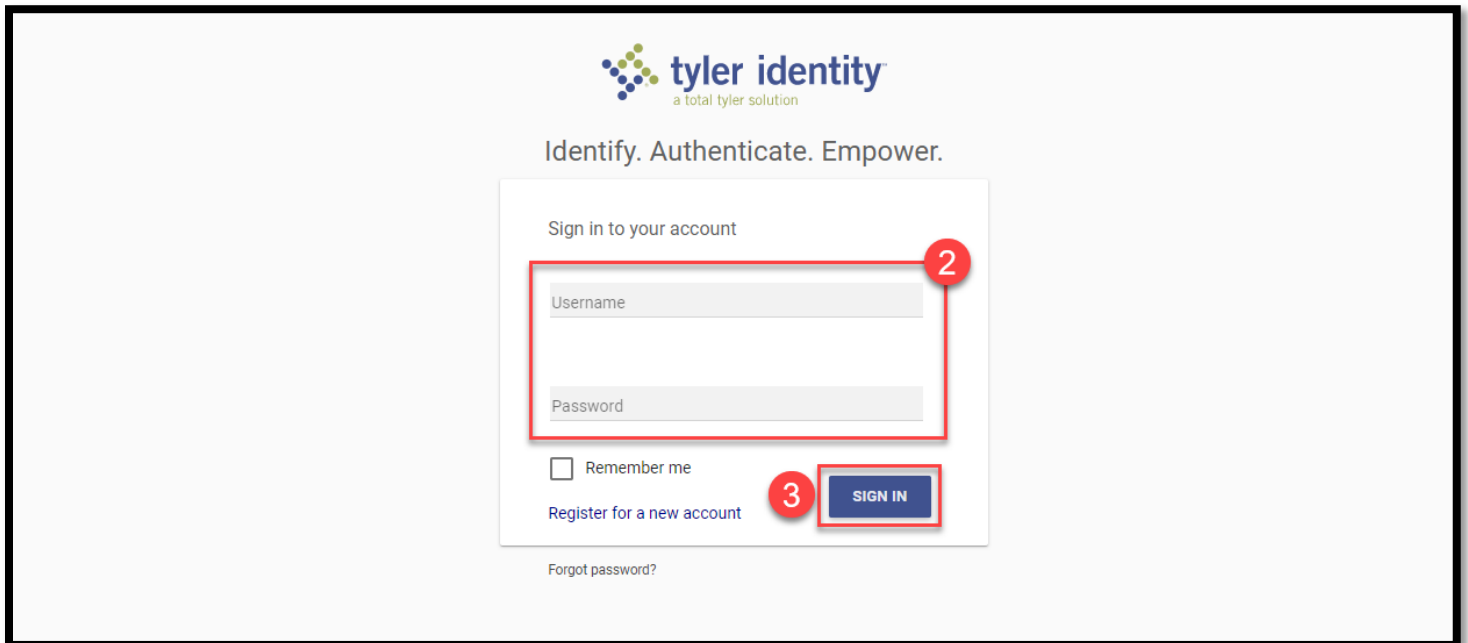 tyler identity
a total tyler solution
Identify. Authenticate. Empower.
Sign in to your account
2
Username
Password
Remember me
3
SIGN IN
Register for a new account
Forgot password?